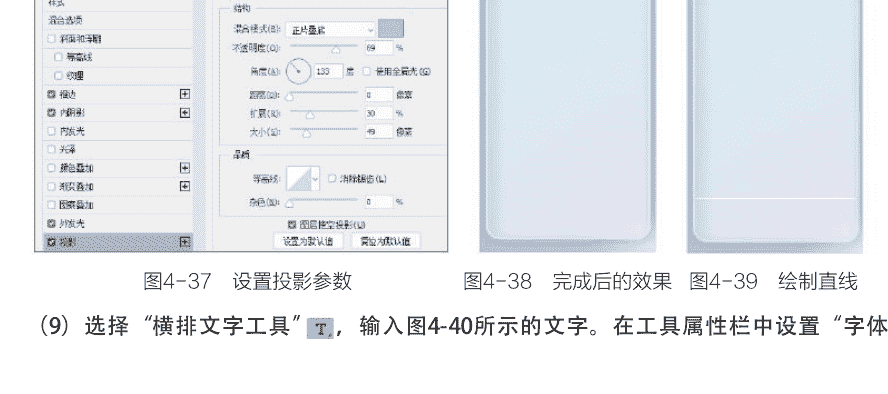 样式
结构
混合选项
混合模式(B): 正片叠底
斜面和浮雕
不透明度(O): 69 %
等高线
角度(A): 133 度 使用全局光(G)
纹理
描边
距离(D): 0 像素
内阴影
扩展(R): 30 %
内发光
大小(S): 49 像素
光泽
品质
颜色叠加
等高线: 消除锯齿(L)
渐变叠加
杂色(N): 0 %
图案叠加
外发光
图层挖空投影(U)
投影
设置为默认值 复位为默认值
图4-37 设置投影参数 图4-38 完成后的效果 图4-39 绘制直线
（9）选择“横排文字工具”T，输入图4-40所示的文字。在工具属性栏中设置“字体